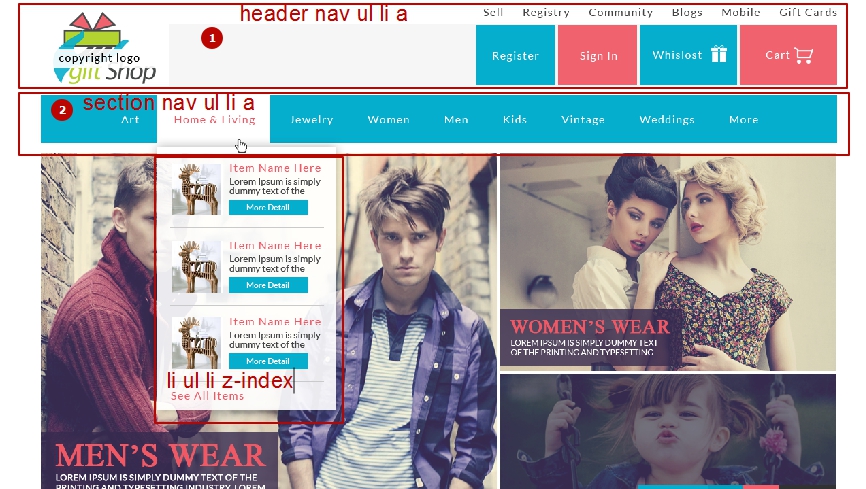 header nav ul li a
Sell Registry Community Blogs Mobile Gift Cards
1
copyright logo
gift Shop
Register Sign In Whislost Cart
2 section nav ul li a
Art Home & Living Jewelry Women Men Kids Vintage Weddings More
Item Name Here
Lorem Ipsum is simply
dummy text of the
More Detail
Item Name Here
Lorem Ipsum is simply
dummy text of the
More Detail
Item Name Here
Lorem Ipsum is simply
dummy text of the
More Detail
li ul li z-index
See All Items
WOMEN'S WEAR
LOREM IPSUM IS SIMPLY DUMMY TEXT
OF THE PRINTING AND TYPESETTING
MEN'S WEAR
LOREM IPSUM IS SIMPLY DUMMY TEXT OF THE
PRINTING AND TYPESETTING INDUSTRY. LOREM